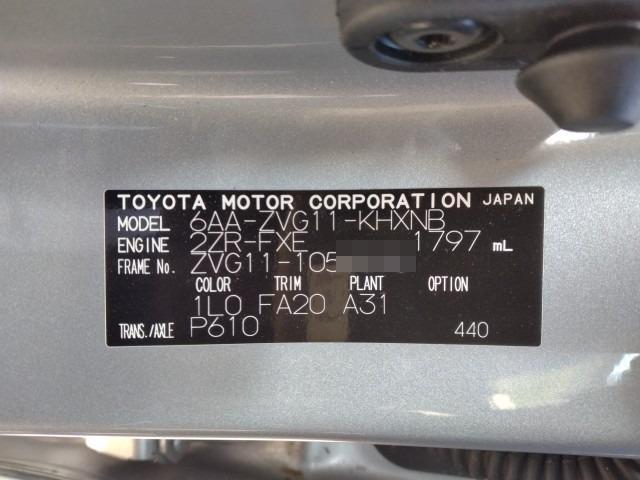 TOYOTA MOTOR CORPORATION JAPAN
MODEL 6AA-ZVG11-KHXNB
ENGINE 2ZR-FXE 1797 mL
FRAME No. ZVG11-105
COLOR TRIM PLANT OPTION
1L0 FA20 A31
TRANS./AXLE P610 440